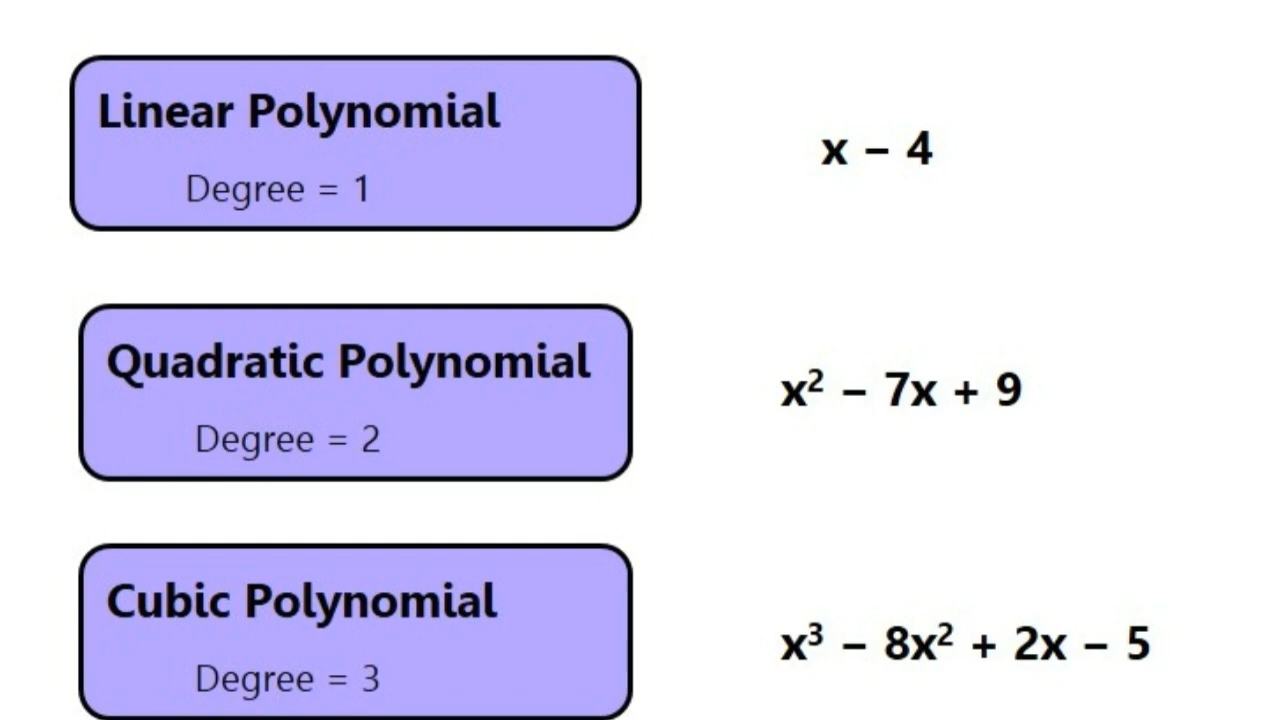 Linear Polynomial
Degree = 1
x − 4
Quadratic Polynomial
Degree = 2
x² − 7x + 9
Cubic Polynomial
Degree = 3
x³ − 8x² + 2x − 5